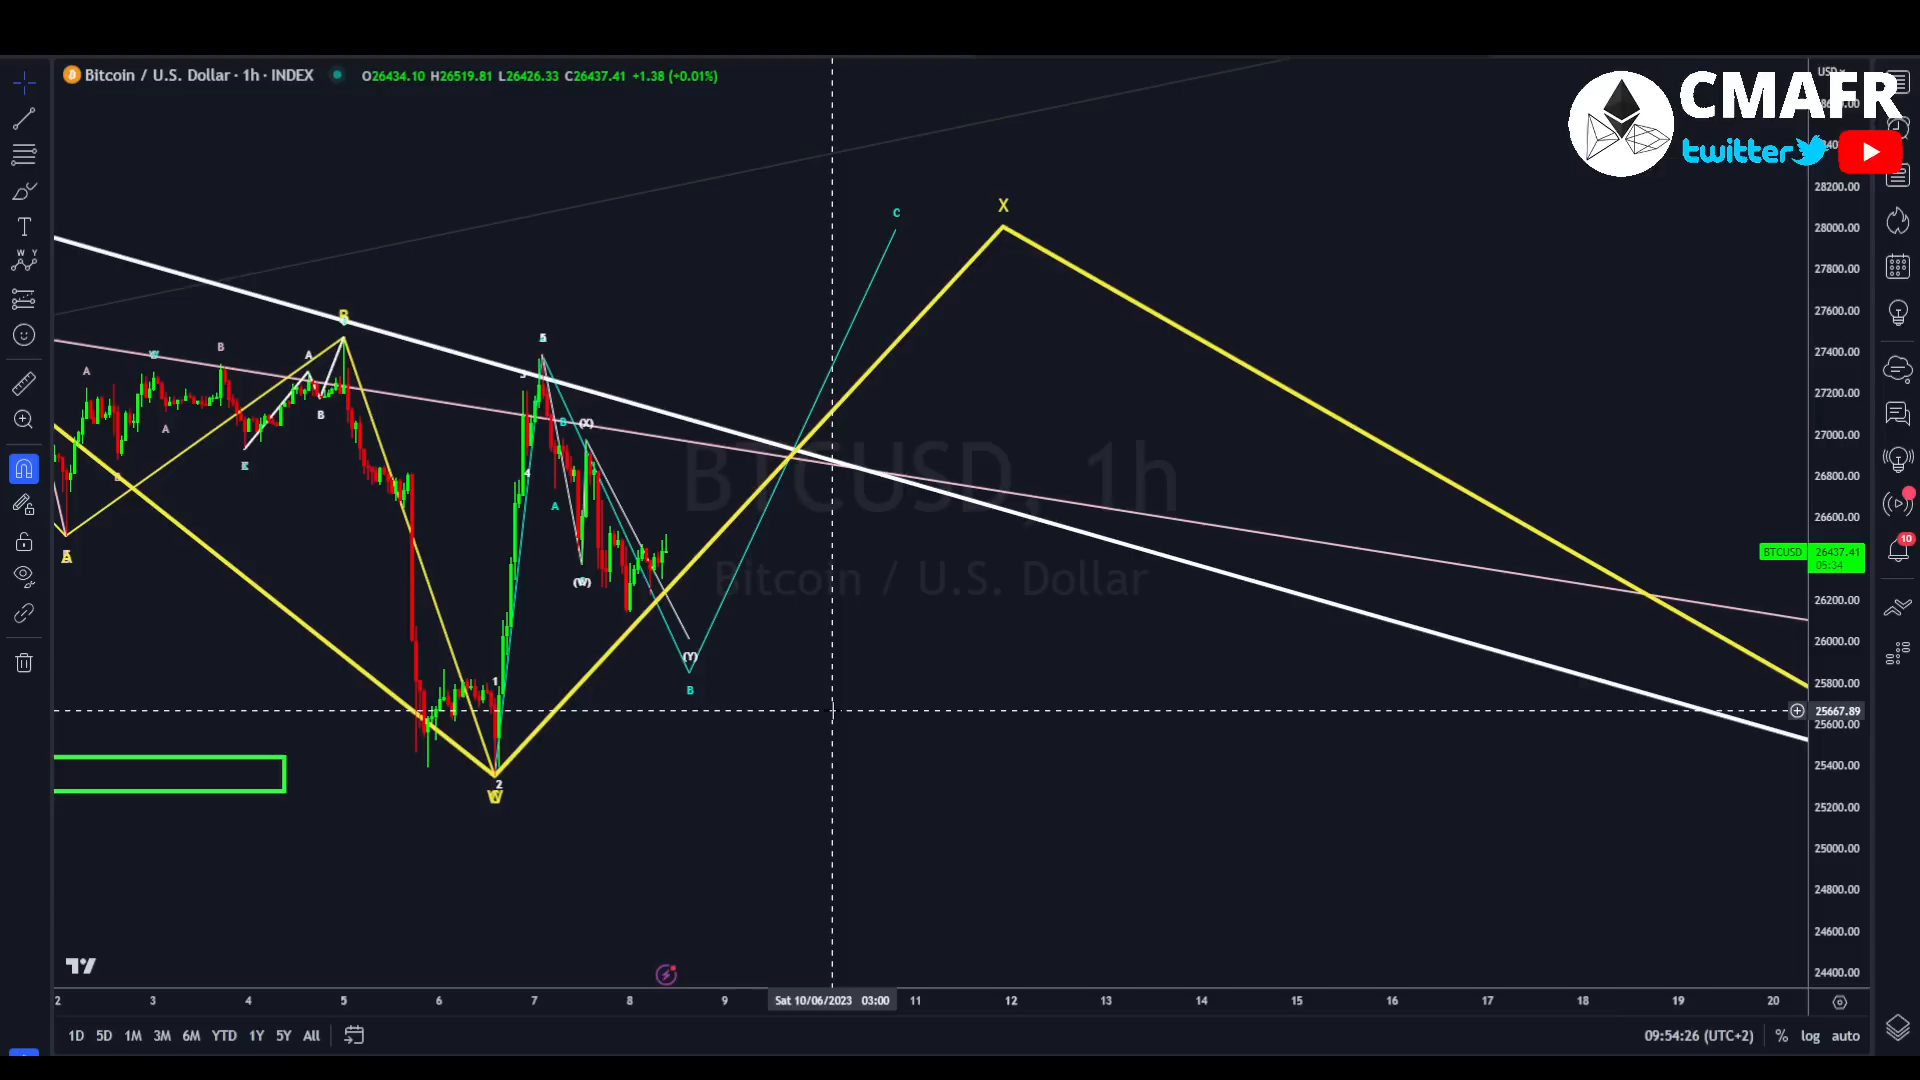 Bitcoin / U.S. Dollar · 1h · INDEX O26434.10 H26519.81 L26426.33 C26437.41 +1.38 (+0.01%)
USD
CMAFR
twitter
28200.00
28000.00
27800.00
27600.00
27400.00
27200.00
27000.00
26800.00
26600.00
BTCUSD 26437.41
05:34
26200.00
26000.00
25800.00
25667.89
25600.00
25400.00
25200.00
25000.00
24800.00
24600.00
24400.00
10
BTCUSD, 1h
Bitcoin / U.S. Dollar
X
C
B
5
A
B
A
A
B
3
B
(X)
A
K
4
A
(W)
(Y)
B
1
2
2 3 4 5 6 7 8 9 Sat 10/06/2023 03:00 11 12 13 14 15 16 17 18 19 20
1D 5D 1M 3M 6M YTD 1Y 5Y All
09:54:26 (UTC+2) % log auto